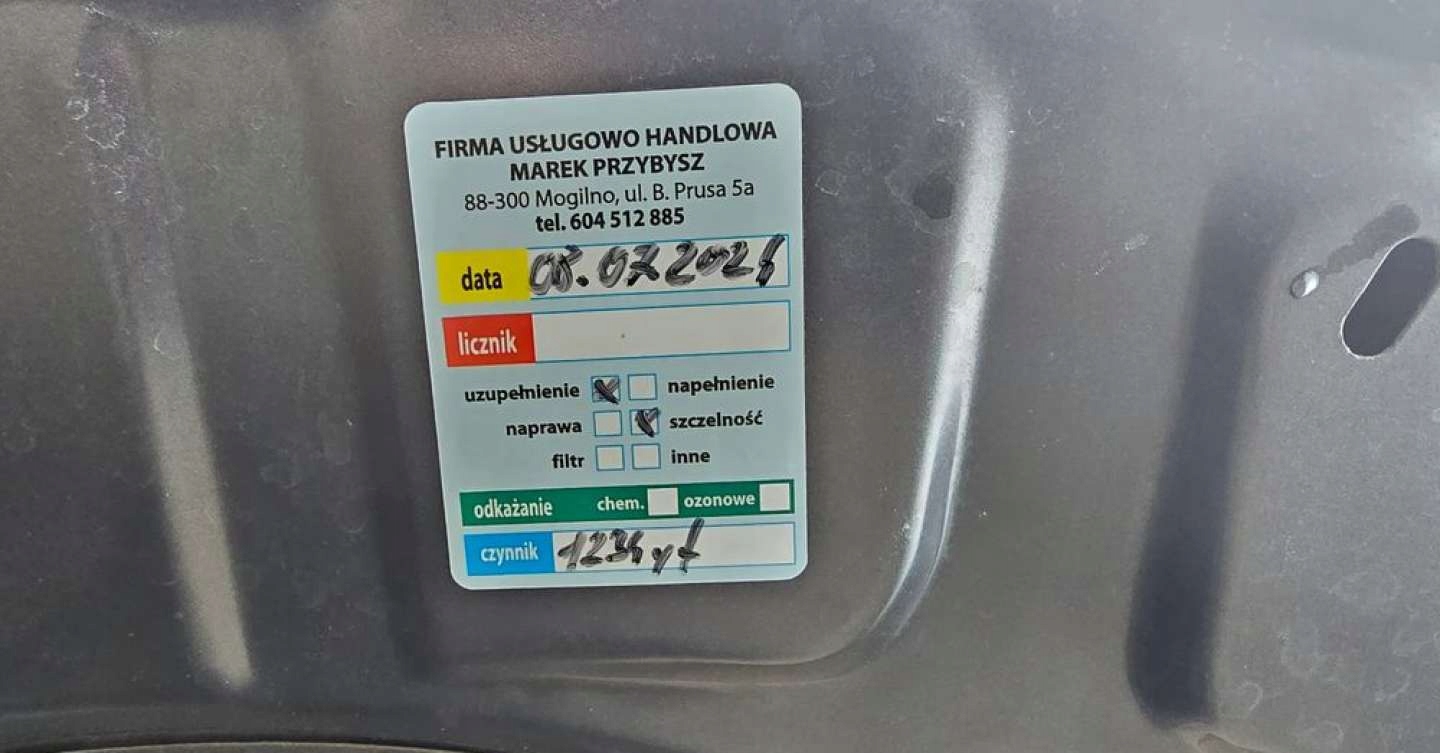 FIRMA USŁUGOWO HANDLOWA
MAREK PRZYBYSZ
88-300 Mogilno, ul. B. Prusa 5a
tel. 604 512 885
data
licznik
uzupełnienie napełnienie
naprawa szczelność
filtr inne
odkażanie chem. ozonowe
czynnik 1234yf